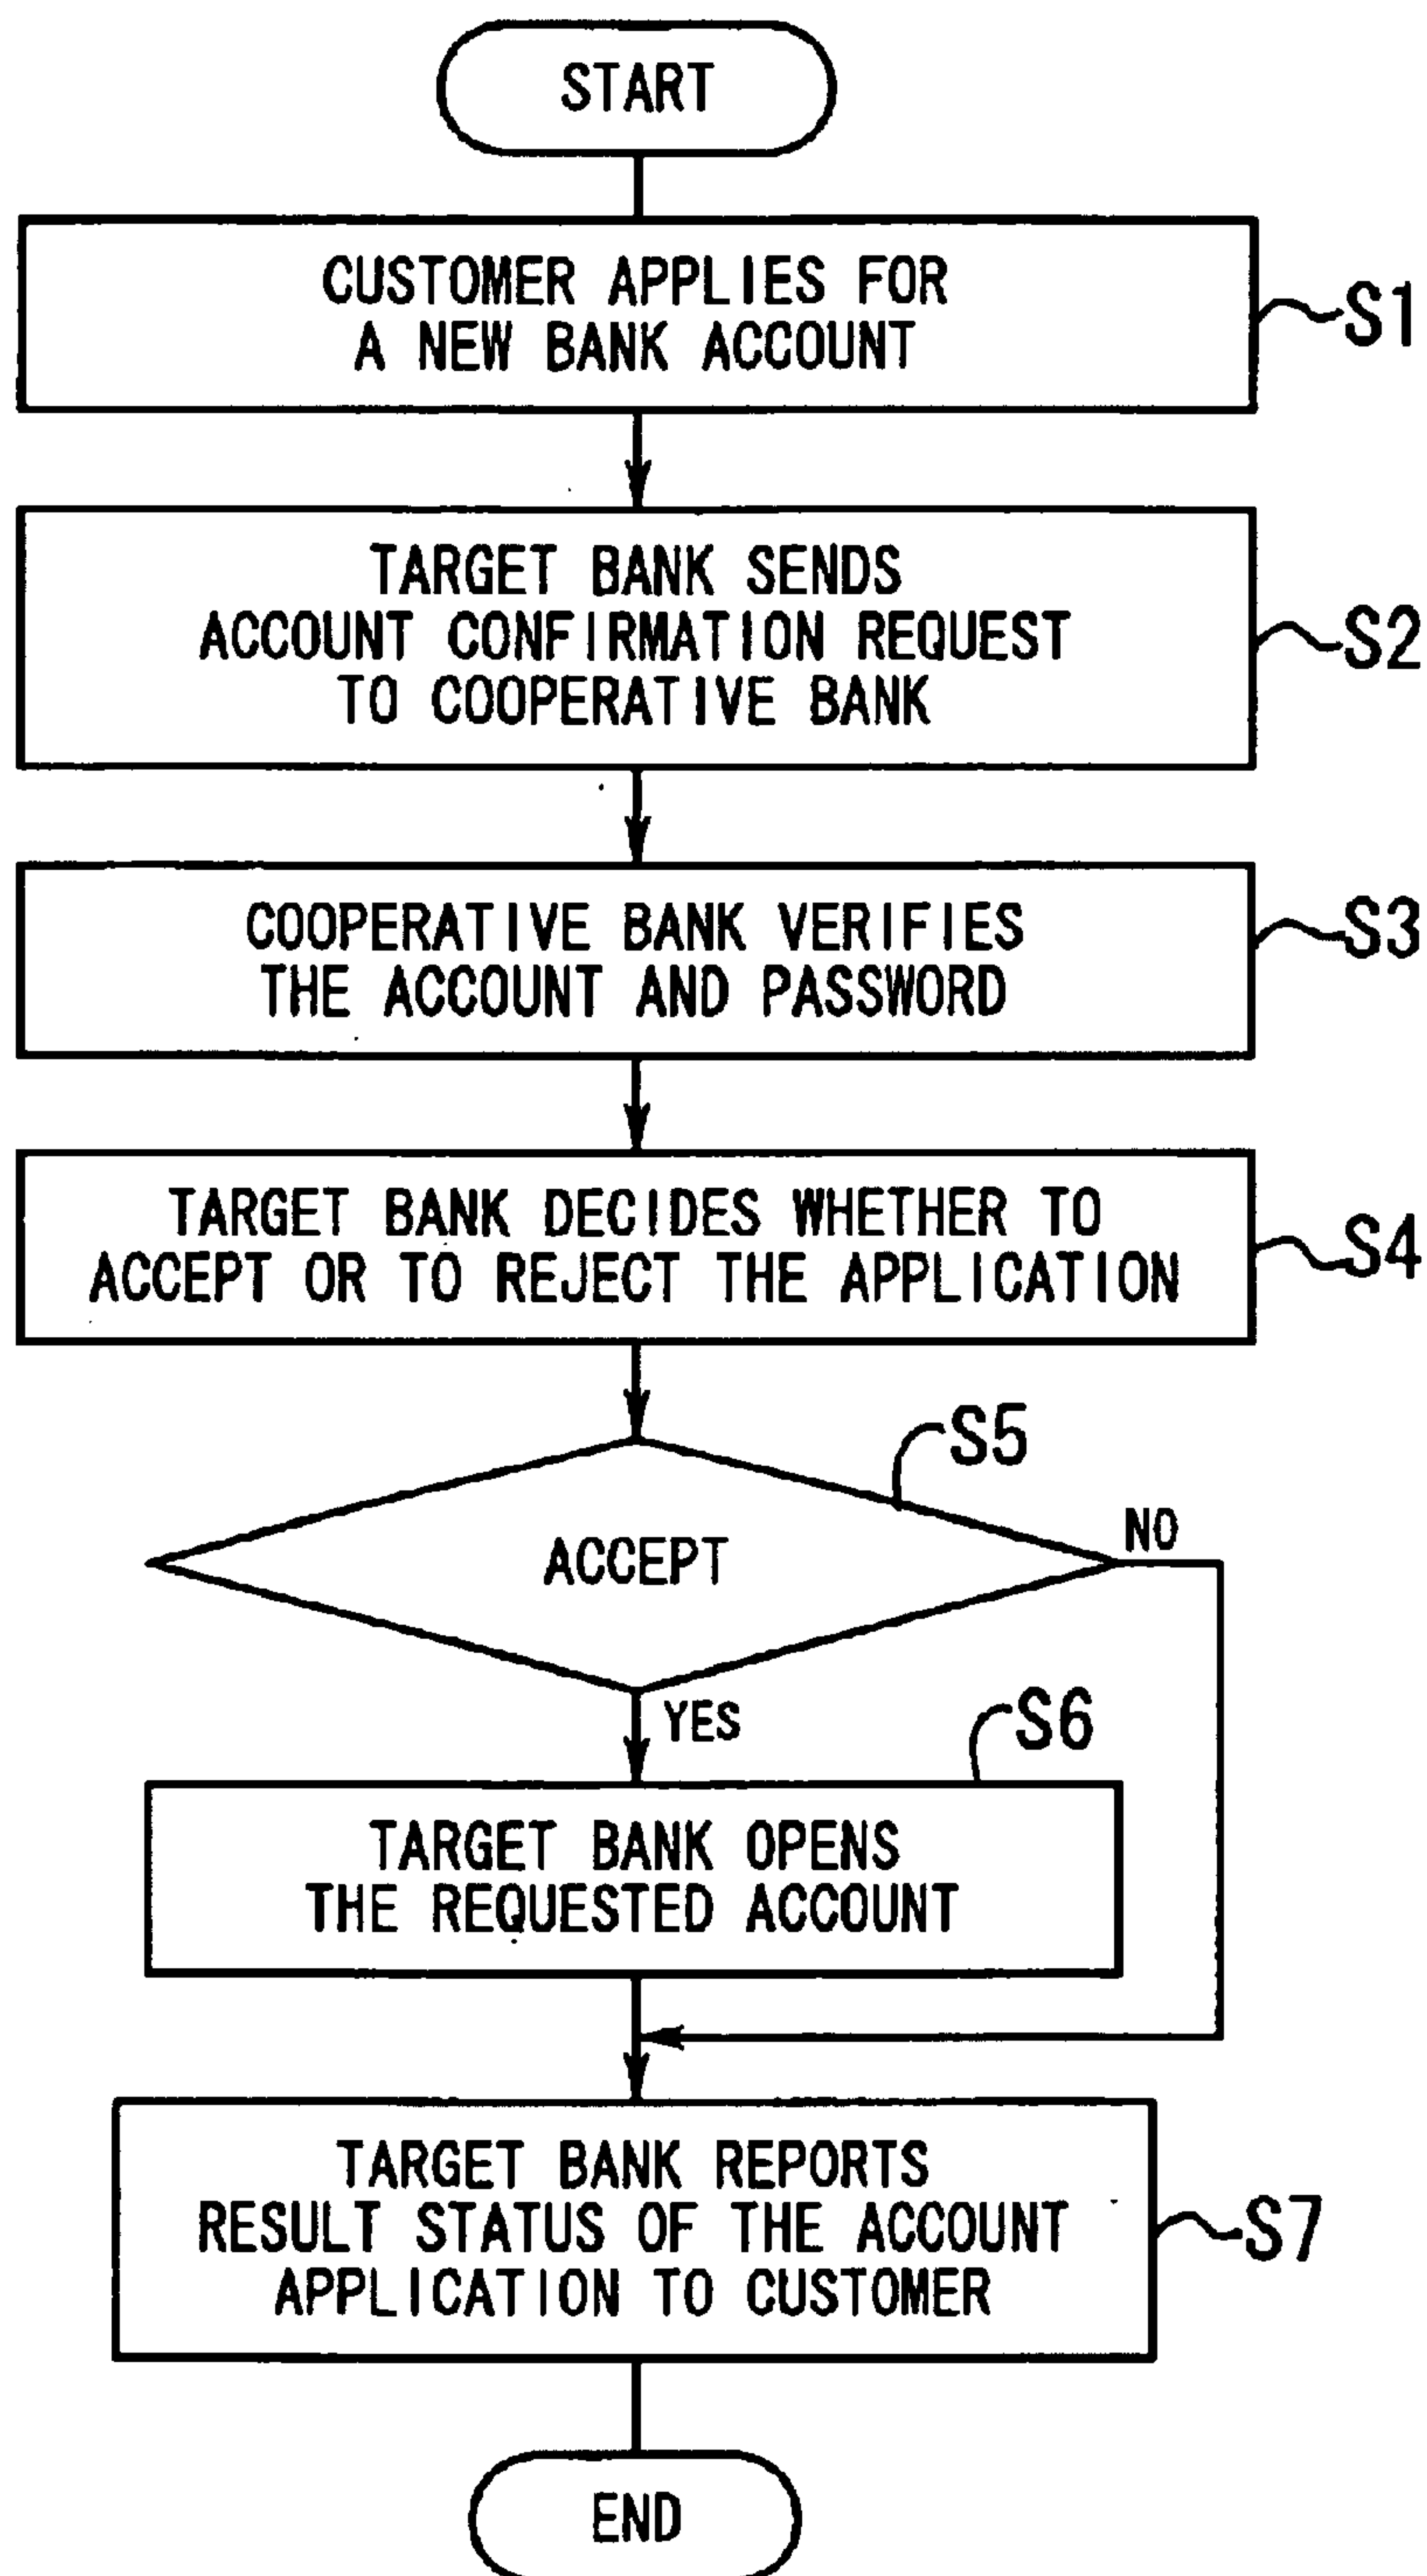 START
CUSTOMER APPLIES FOR
A NEW BANK ACCOUNT
S1
TARGET BANK SENDS
ACCOUNT CONFIRMATION REQUEST
TO COOPERATIVE BANK
S2
COOPERATIVE BANK VERIFIES
THE ACCOUNT AND PASSWORD
S3
TARGET BANK DECIDES WHETHER TO
ACCEPT OR TO REJECT THE APPLICATION
S4
S5
ACCEPT
NO
YES
S6
TARGET BANK OPENS
THE REQUESTED ACCOUNT
TARGET BANK REPORTS
RESULT STATUS OF THE ACCOUNT
APPLICATION TO CUSTOMER
S7
END